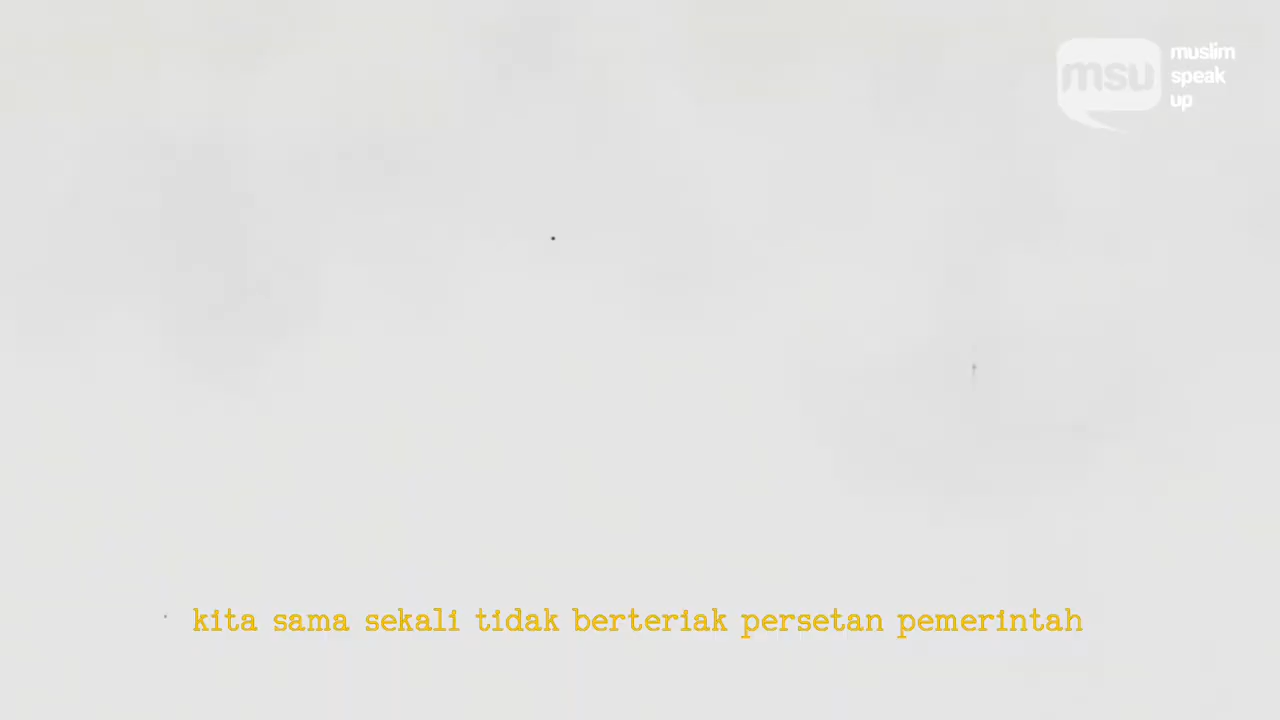 msu
muslim
speak
up
kita sama sekali tidak berteriak persetan pemerintah